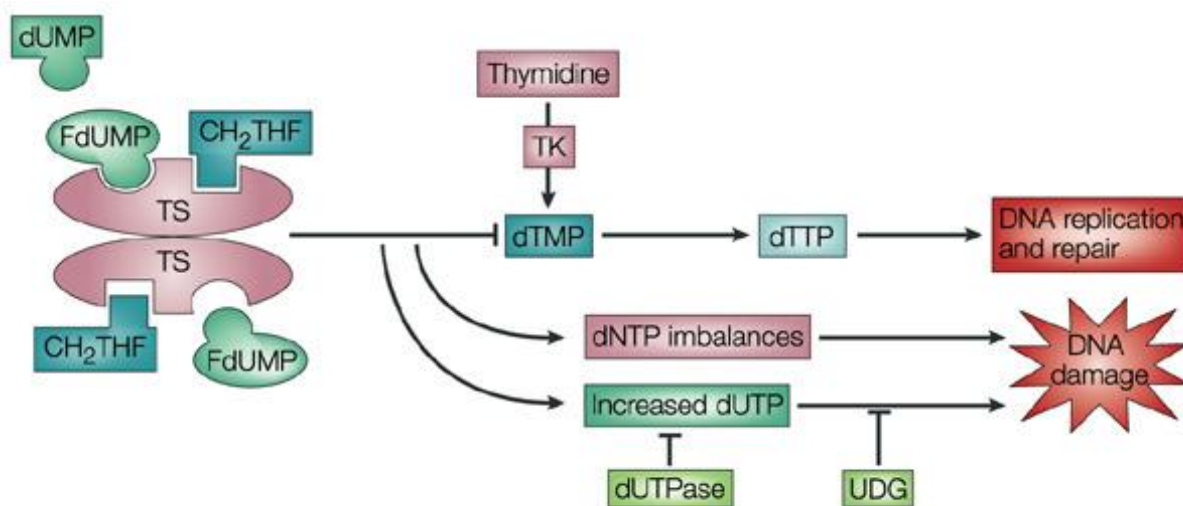 dUMP
FdUMP
CH₂THF
TS
TS
CH₂THF
FdUMP
Thymidine
TK
dTMP
dTTP
DNA replication
and repair
dNTP imbalances
DNA
damage
Increased dUTP
dUTPase
UDG